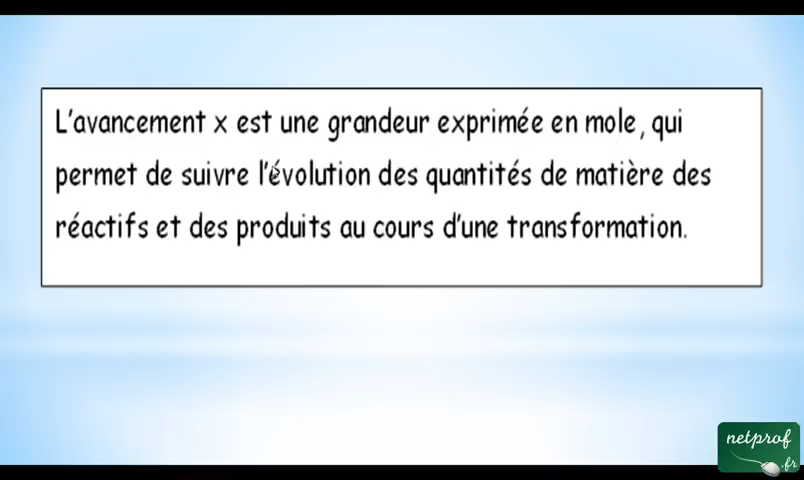 L'avancement x est une grandeur exprimée en mole, qui
permet de suivre l'évolution des quantités de matière des
réactifs et des produits au cours d'une transformation.
netprof
.fr